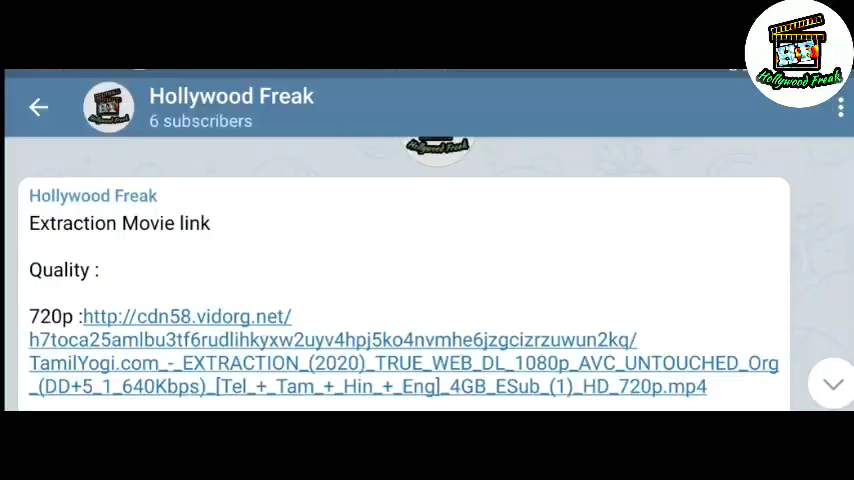 Hollywood Freak
Hollywood Freak
6 subscribers
Hollywood Freak
Extraction Movie link
Quality :
720p :http://cdn58.vidorg.net/
h7toca25amlbu3tf6rudlihkyxw2uyv4hpj5ko4nvmhe6jzgcizrzuwun2kq/
TamilYogi.com_-_EXTRACTION_(2020)_TRUE_WEB_DL_1080p_AVC_UNTOUCHED_Org
_(DD+5_1_640Kbps)_[Tel_+_Tam_+_Hin_+_Eng]_4GB_ESub_(1)_HD_720p.mp4